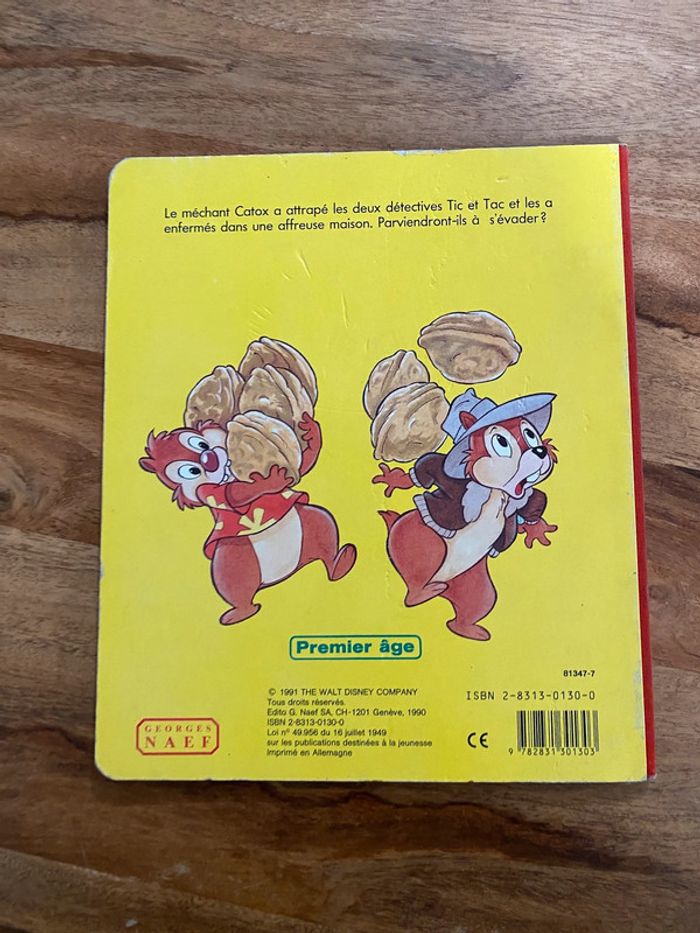 Le méchant Catox a attrapé les deux détectives Tic et Tac et les a
enfermés dans une affreuse maison. Parviendront-ils à s'évader?
Premier âge
81347-7
© 1991 THE WALT DISNEY COMPANY
Tous droits réservés.
Edito G. Naef SA, CH-1201 Genève, 1990
ISBN 2-8313-0130-0
Loi n° 49.956 du 16 juillet 1949
sur les publications destinées à la jeunesse
Imprimé en Allemagne
GEORGES
NAEF
CE
ISBN 2-8313-0130-0
9 782831 301303